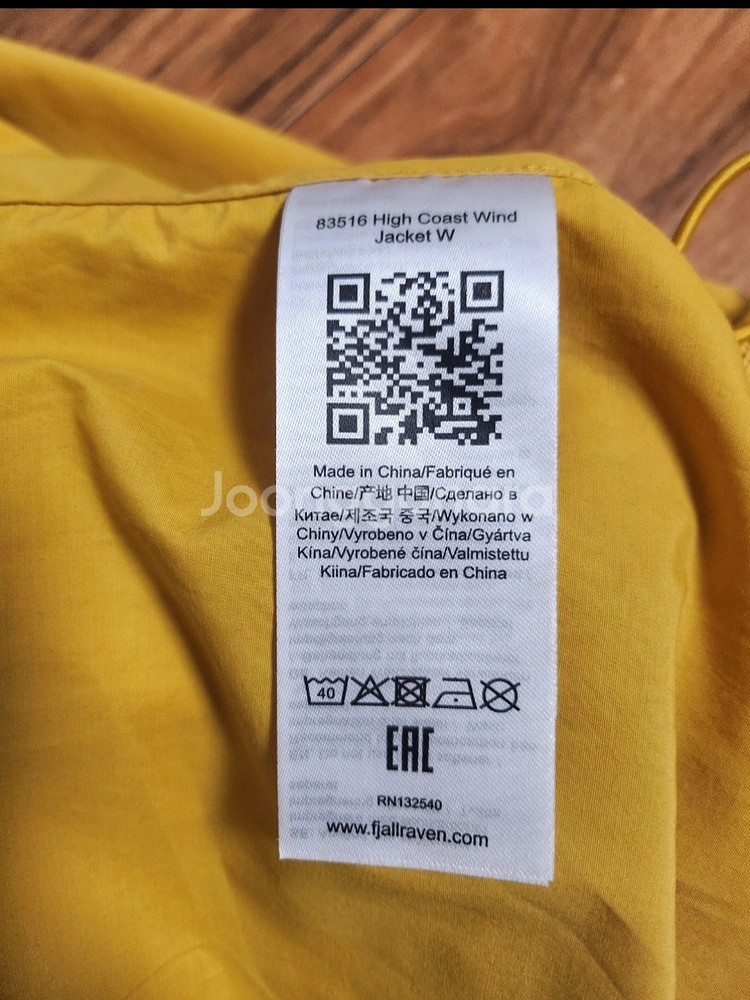 83516 High Coast Wind
Jacket W
Made in China/Fabriqué en
Chine/产地 中国/Сделано в
Китае/제조국 중국/Wykonano w
Chiny/Vyrobeno v Čína/Gyártva
Kína/Vyrobené čína/Valmistettu
Kiina/Fabricado en China
40
EAC
RN132540
www.fjallraven.com